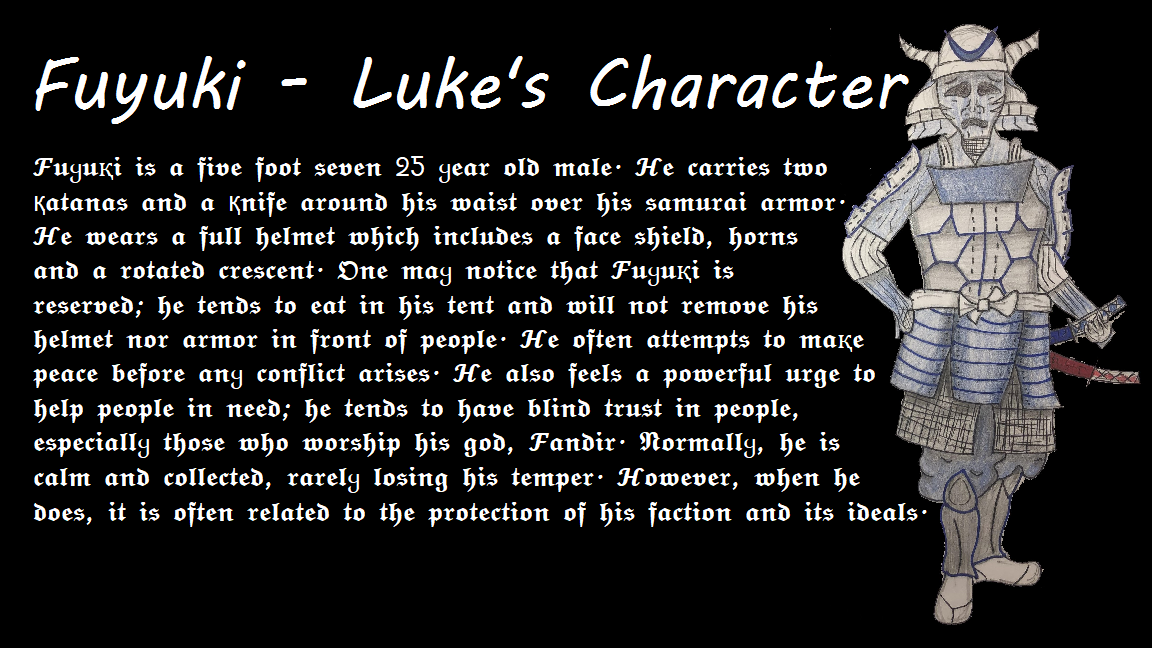 Fuyuki - Luke's Character
Fuyuki is a five foot seven 25 year old male. He carries two
katanas and a knife around his waist over his samurai armor.
He wears a full helmet which includes a face shield, horns
and a rotated crescent. One may notice that Fuyuki is
reserved; he tends to eat in his tent and will not remove his
helmet nor armor in front of people. He often attempts to make
peace before any conflict arises. He also feels a powerful urge to
help people in need; he tends to have blind trust in people,
especially those who worship his god, Fandir. Normally, he is
calm and collected, rarely losing his temper. However, when he
does, it is often related to the protection of his faction and its ideals.